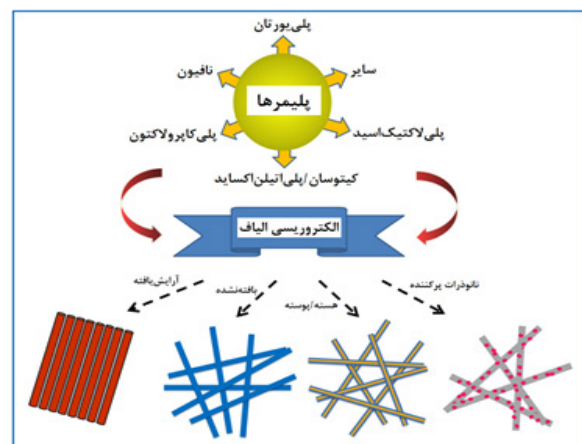 پلی‌یورتان
سایر
نافیون
پلیمرها
پلی‌لاکتیک‌اسید
پلی‌کاپرولاکتون
کیتوسان/پلی‌اتیلن‌اکساید
الکتروریسی الیاف
نانوذرات پرکننده
هسته/پوسته
بافته‌نشده
آرایش‌یافته